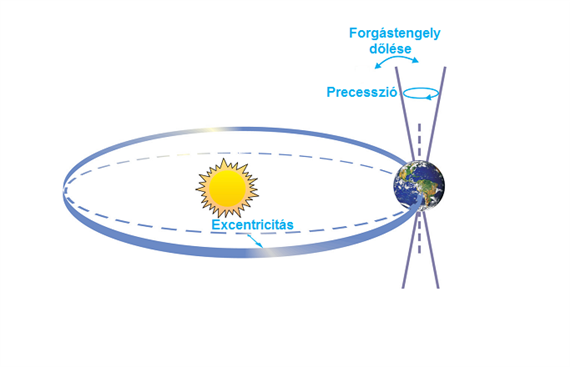 Forgástengely
dőlése
Precesszió
Excentricitás